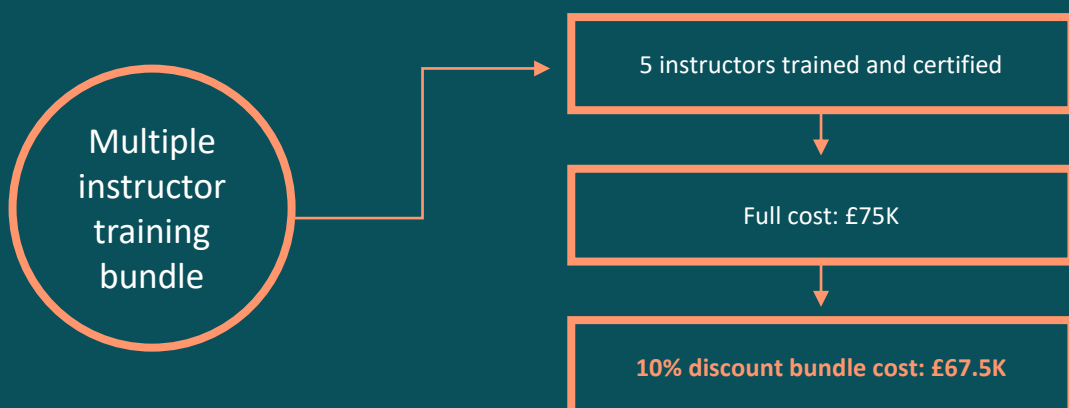 Multiple
instructor
training
bundle
5 instructors trained and certified
Full cost: £75K
10% discount bundle cost: £67.5K